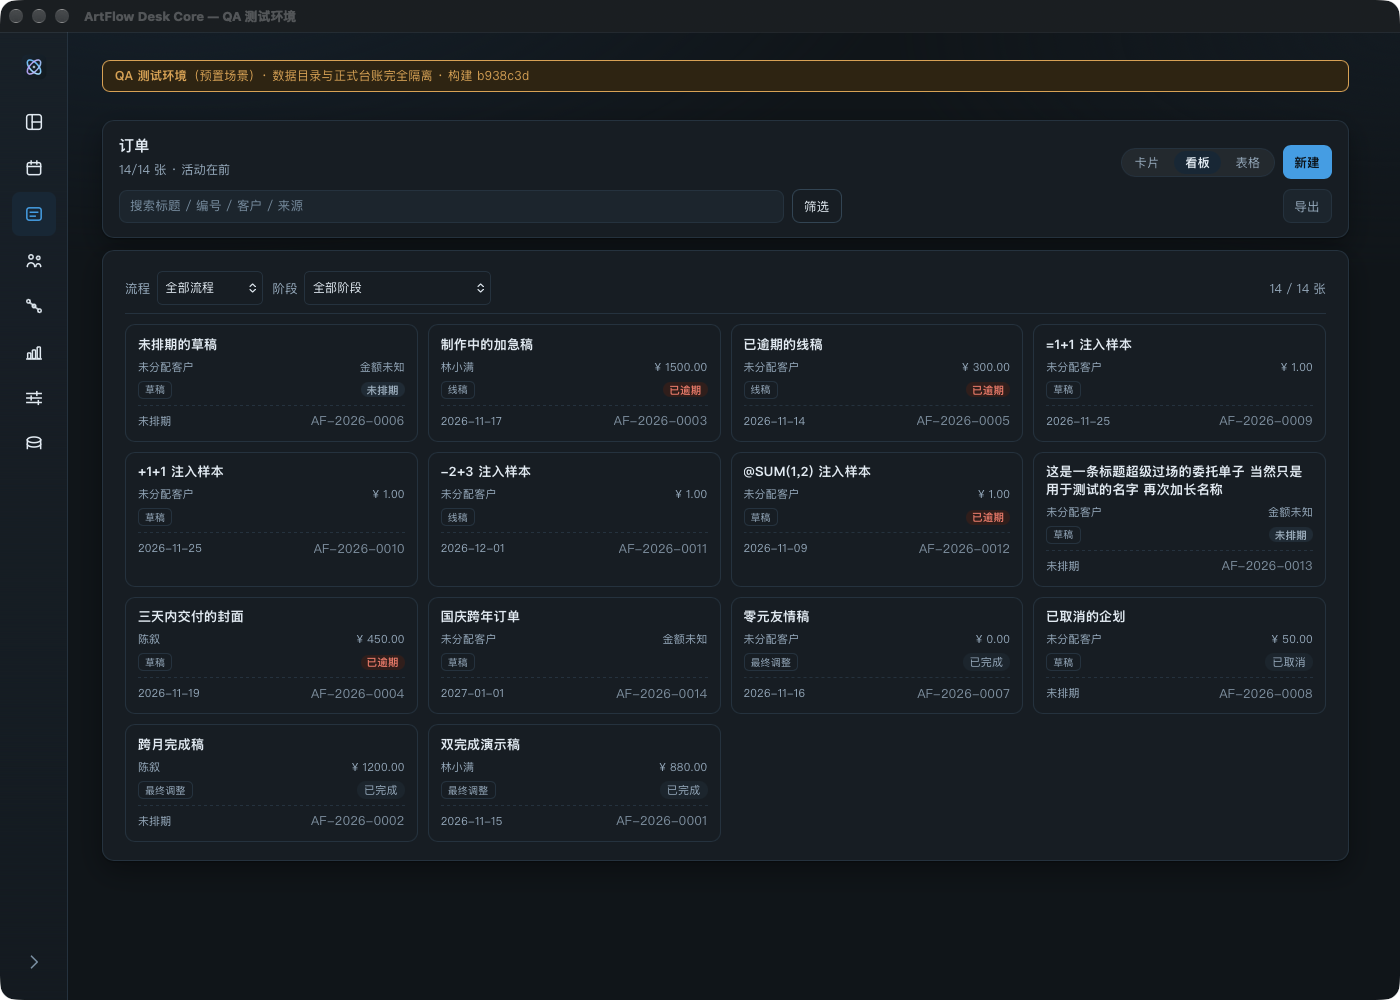 ArtFlow Desk Core — QA 测试环境
QA 测试环境（预置场景） · 数据目录与正式台账完全隔离 · 构建 b938c3d
订单
14/14 张 · 活动在前
卡片 看板 表格 新建
搜索标题 / 编号 / 客户 / 来源 筛选 导出
流程 全部流程 阶段 全部阶段 14 / 14 张
未排期的草稿
未分配客户 金额未知
草稿 未排期
未排期 AF-2026-0006
制作中的加急稿
林小满 ¥ 1500.00
线稿 已逾期
2026-11-17 AF-2026-0003
已逾期的线稿
未分配客户 ¥ 300.00
线稿 已逾期
2026-11-14 AF-2026-0005
=1+1 注入样本
未分配客户 ¥ 1.00
草稿
2026-11-25 AF-2026-0009
+1+1 注入样本
未分配客户 ¥ 1.00
草稿
2026-11-25 AF-2026-0010
-2+3 注入样本
未分配客户 ¥ 1.00
线稿
2026-12-01 AF-2026-0011
@SUM(1,2) 注入样本
未分配客户 ¥ 1.00
草稿 已逾期
2026-11-09 AF-2026-0012
这是一条标题超级过场的委托单子 当然只是
用于测试的名字 再次加长名称
未分配客户 金额未知
草稿 未排期
未排期 AF-2026-0013
三天内交付的封面
陈叙 ¥ 450.00
草稿 已逾期
2026-11-19 AF-2026-0004
国庆跨年订单
未分配客户 金额未知
草稿
2027-01-01 AF-2026-0014
零元友情稿
未分配客户 ¥ 0.00
最终调整 已完成
2026-11-16 AF-2026-0007
已取消的企划
未分配客户 ¥ 50.00
草稿 已取消
未排期 AF-2026-0008
跨月完成稿
陈叙 ¥ 1200.00
最终调整 已完成
未排期 AF-2026-0002
双完成演示稿
林小满 ¥ 880.00
最终调整 已完成
2026-11-15 AF-2026-0001